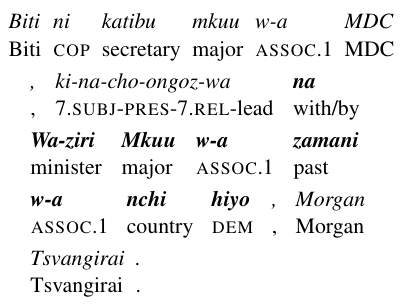 Biti ni katibu mkuu w-a MDC
Biti COP secretary major ASSOC.1 MDC
, ki-na-cho-ongoz-wa na
, 7.SUBJ-PRES-7.REL-lead with/by
Wa-ziri Mkuu w-a zamani
minister major ASSOC.1 past
w-a nchi hiyo , Morgan
ASSOC.1 country DEM , Morgan
Tsvangirai .
Tsvangirai .